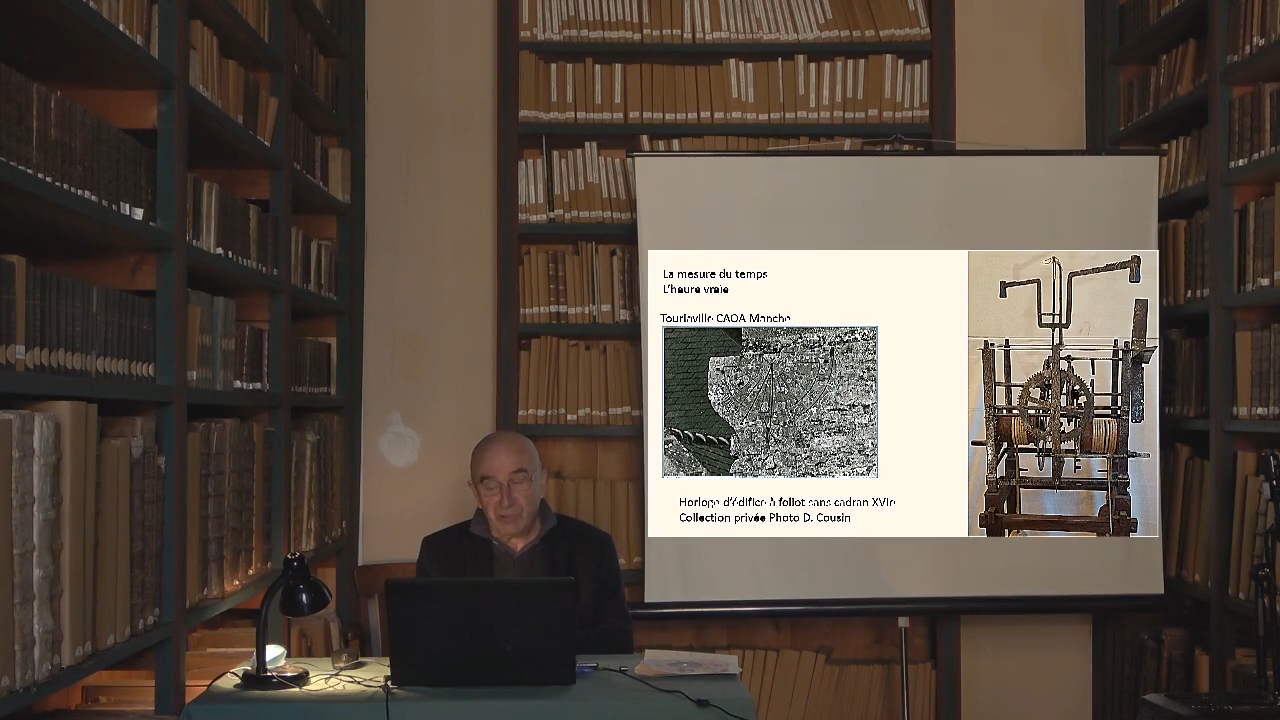 La mesure du temps
L'heure vraie
Tourlaville CAOA Manche
Horloge d'édifice à foliot sans cadran XVIe
Collection privée Photo D. Cousin